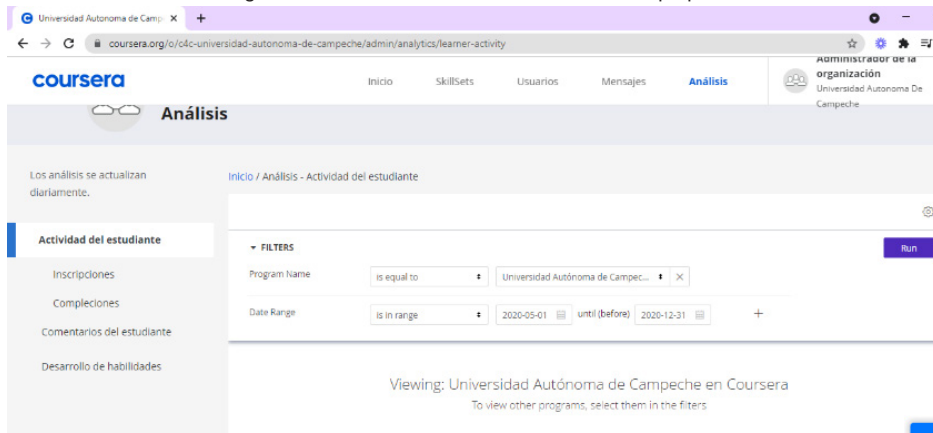 Universidad Autonoma de Camp
coursera.org/o/c4c-universidad-autonoma-de-campeche/admin/analytics/learner-activity
coursera
Inicio SkillSets Usuarios Mensajes Análisis
Administrador de la
organización
Universidad Autonoma De
Campeche
Análisis
Los análisis se actualizan
diariamente.
Inicio / Análisis - Actividad del estudiante
Actividad del estudiante
Inscripciones
Compleciones
Comentarios del estudiante
Desarrollo de habilidades
FILTERS
Run
Program Name is equal to Universidad Autónoma de Campec...
Date Range is in range 2020-05-01 until (before) 2020-12-31
Viewing: Universidad Autónoma de Campeche en Coursera
To view other programs, select them in the filters